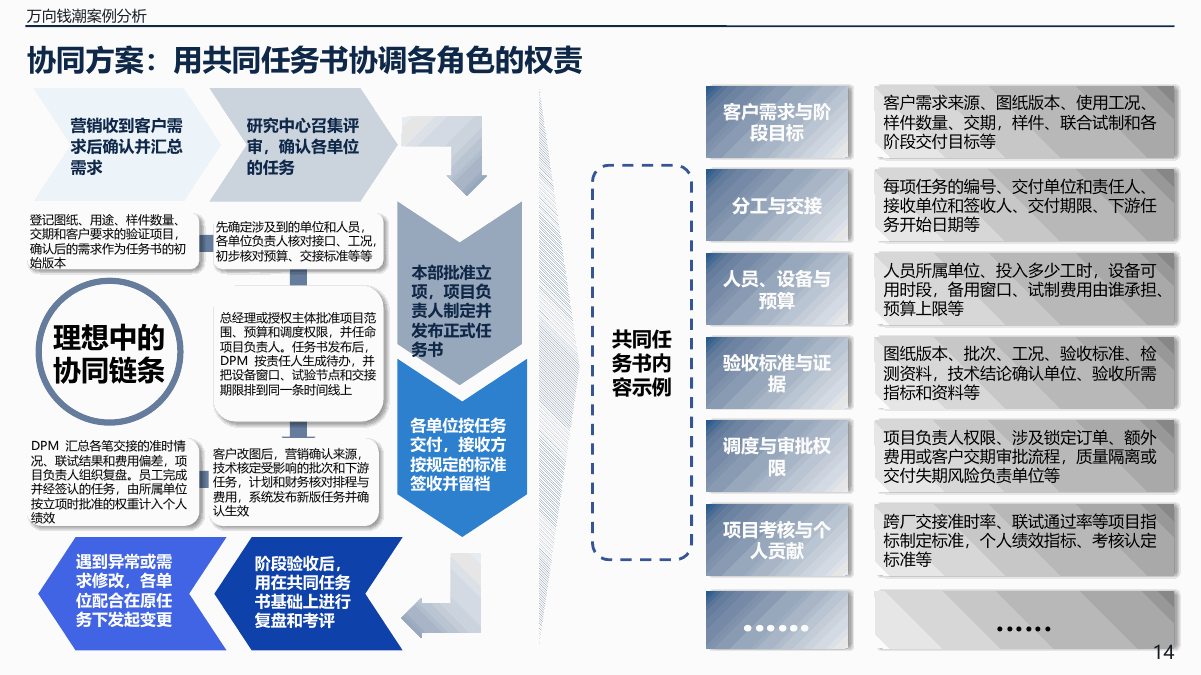 万向钱潮案例分析
协同方案：用共同任务书协调各角色的权责
营销收到客户需
求后确认并汇总
需求
研究中心召集评
审，确认各单位
的任务
登记图纸、用途、样件数量、
交期和客户要求的验证项目，
确认后的需求作为任务书的初
始版本
先确定涉及到的单位和人员，
各单位负责人核对接口、工况，
初步核对预算、交接标准等等
本部批准立
项，项目负
责人制定并
发布正式任
务书
理想中的
协同链条
总经理或授权主体批准项目范
围、预算和调度权限，并任命
项目负责人。任务书发布后，
DPM 按责任人生成待办，并
把设备窗口、试验节点和交接
期限排到同一条时间线上
各单位按任务
交付，接收方
按规定的标准
签收并留档
DPM 汇总各笔交接的准时情
况、联试结果和费用偏差，项
目负责人组织复盘。员工完成
并经签认的任务，由所属单位
按立项时批准的权重计入个人
绩效
客户改图后，营销确认来源，
技术核定受影响的批次和下游
任务，计划和财务核对排程与
费用，系统发布新版任务并确
认生效
遇到异常或需
求修改，各单
位配合在原任
务下发起变更
阶段验收后，
用在共同任务
书基础上进行
复盘和考评
共同任
务书内
容示例
客户需求与阶
段目标
客户需求来源、图纸版本、使用工况、
样件数量、交期，样件、联合试制和各
阶段交付目标等
分工与交接
每项任务的编号、交付单位和责任人、
接收单位和签收人、交付期限、下游任
务开始日期等
人员、设备与
预算
人员所属单位、投入多少工时，设备可
用时段，备用窗口、试制费用由谁承担、
预算上限等
验收标准与证
据
图纸版本、批次、工况、验收标准、检
测资料，技术结论确认单位、验收所需
指标和资料等
调度与审批权
限
项目负责人权限、涉及锁定订单、额外
费用或客户交期审批流程，质量隔离或
交付失期风险负责单位等
项目考核与个
人贡献
跨厂交接准时率、联试通过率等项目指
标制定标准，个人绩效指标、考核认定
标准等
……
……
14